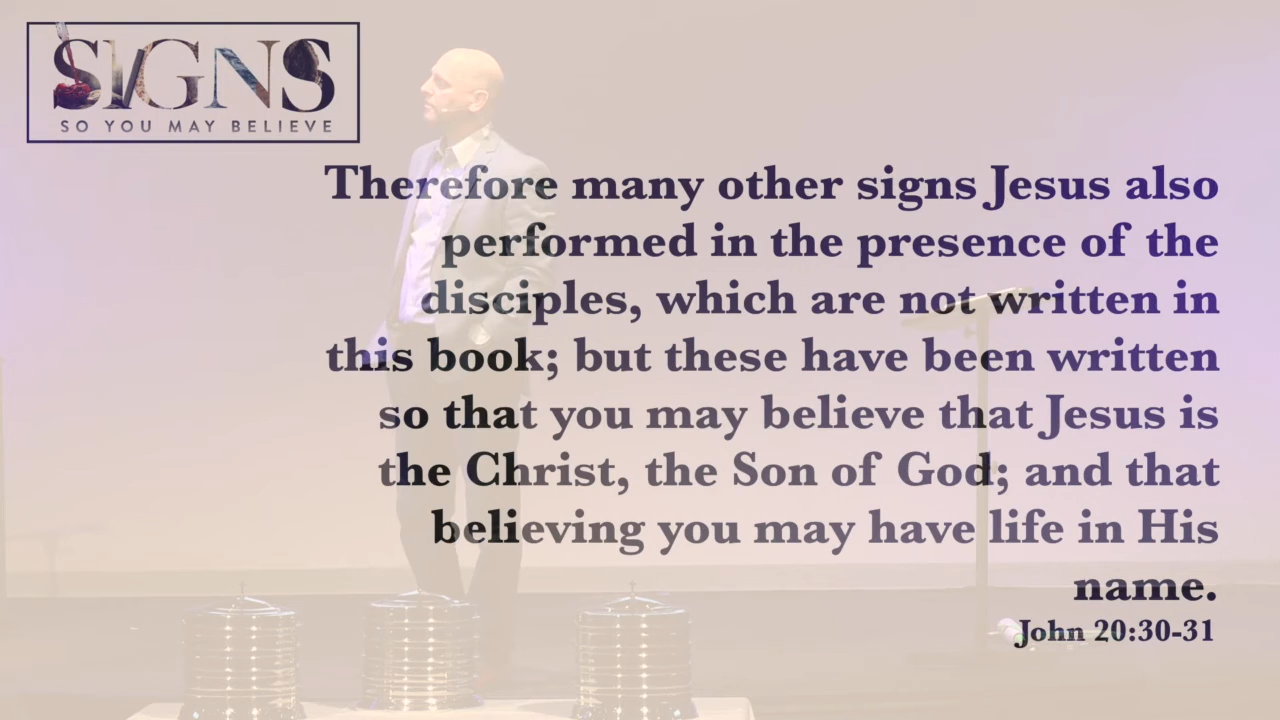 SIGNS
SO YOU MAY BELIEVE
Therefore many other signs Jesus also
performed in the presence of the
disciples, which are not written in
this book; but these have been written
so that you may believe that Jesus is
the Christ, the Son of God; and that
believing you may have life in His
name.
John 20:30-31